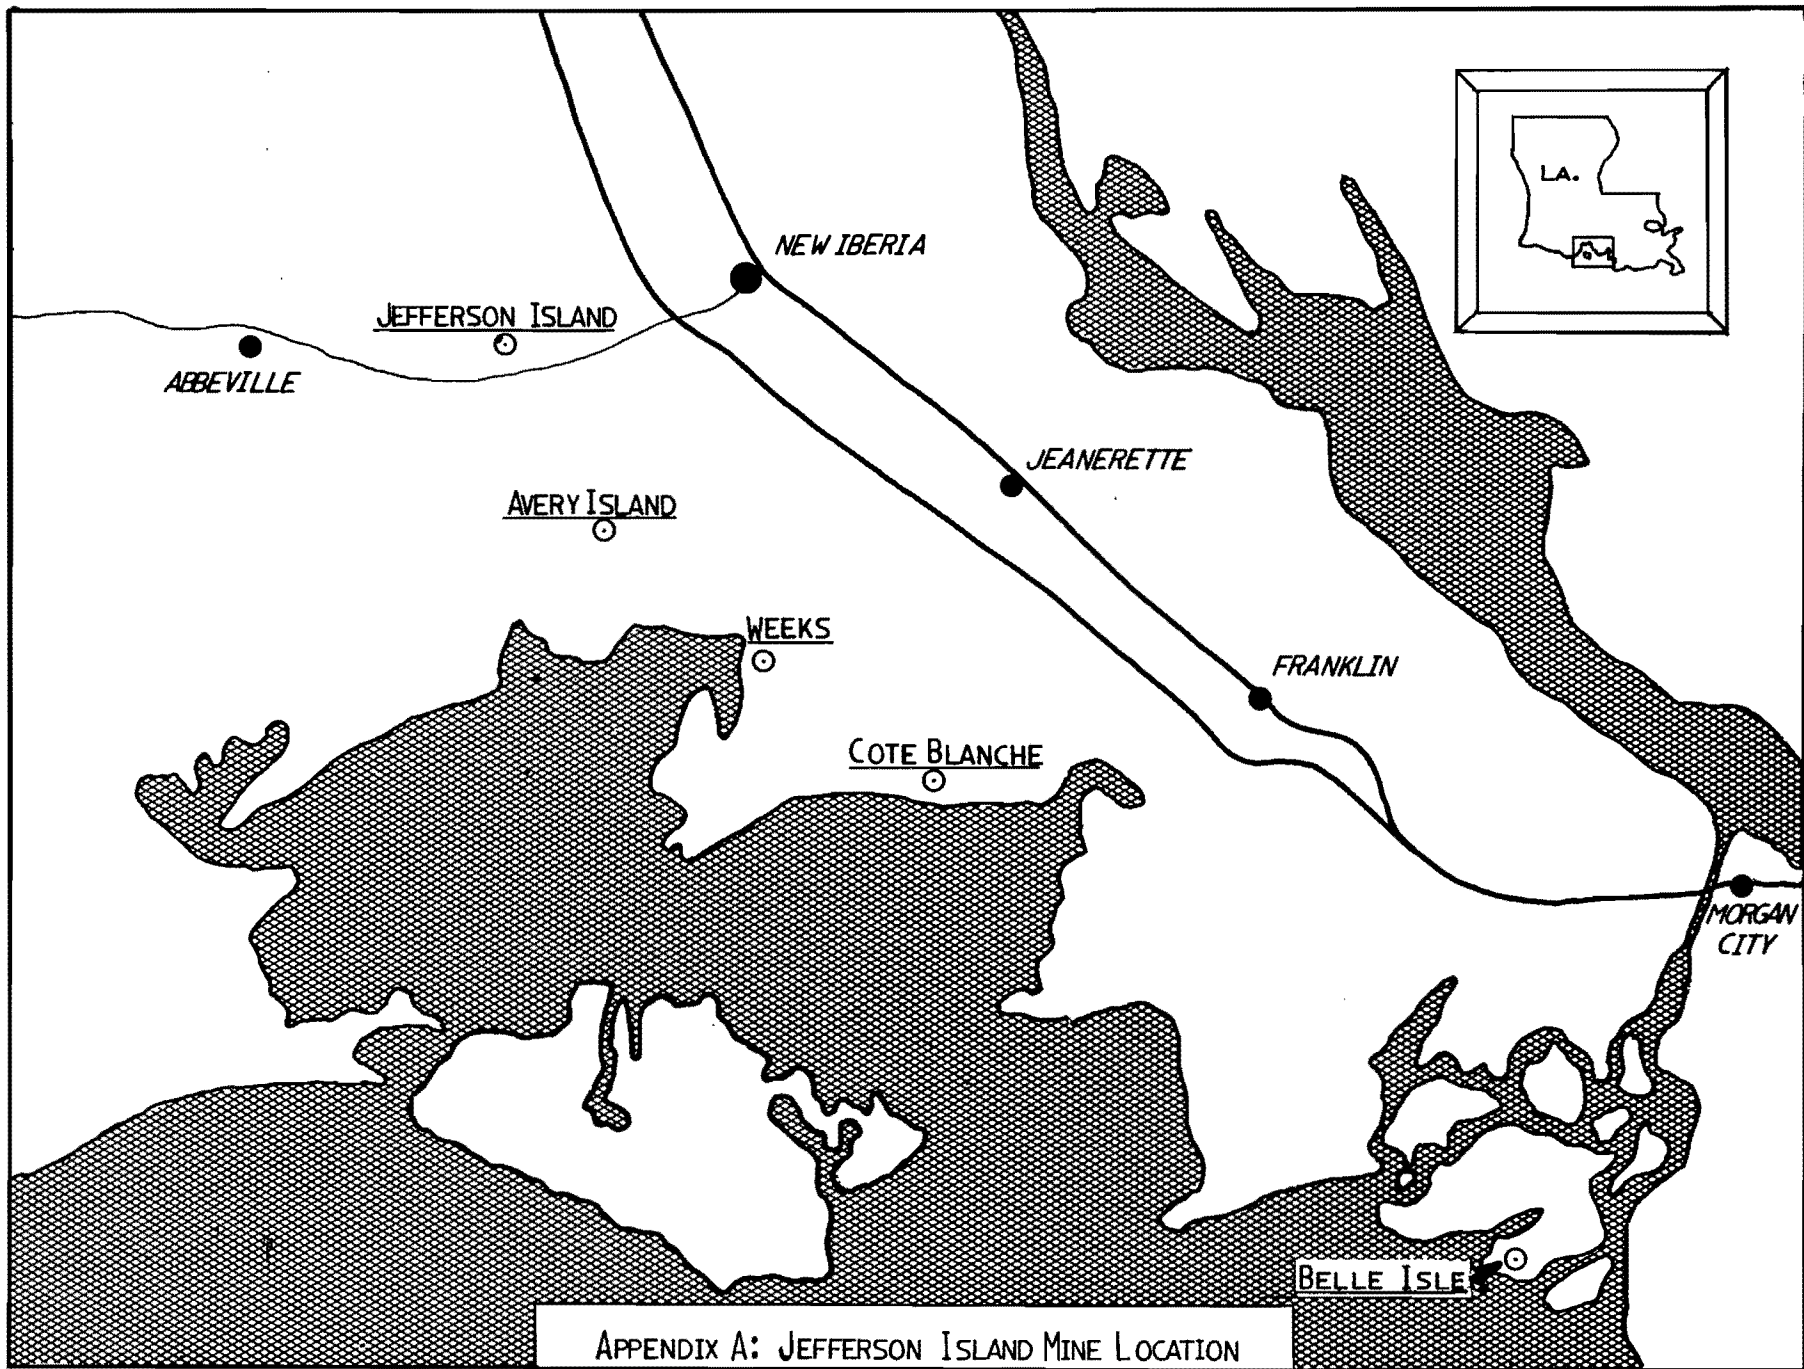 LA.
NEW IBERIA
JEFFERSON ISLAND
ABBEVILLE
JEANERETTE
AVERY ISLAND
WEEKS
FRANKLIN
COTE BLANCHE
MORGAN
CITY
BELLE ISLE
APPENDIX A: JEFFERSON ISLAND MINE LOCATION